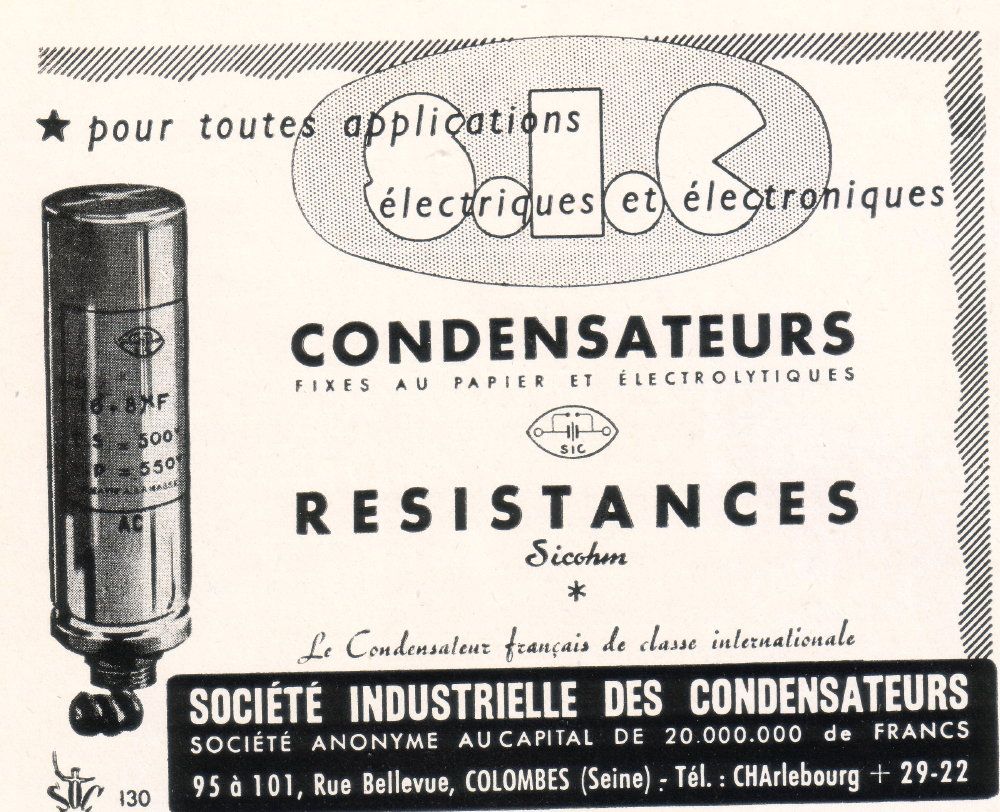 ★ pour toutes applications
S.I.C
électriques et électroniques
CONDENSATEURS
FIXES AU PAPIER ET ÉLECTROLYTIQUES
SIC
RESISTANCES
Sicohm
*
Le Condensateur français de classe internationale
= 500
= 550
AC
SOCIÉTÉ INDUSTRIELLE DES CONDENSATEURS
SOCIÉTÉ ANONYME AU CAPITAL DE 20.000.000 de FRANCS
95 à 101, Rue Bellevue, COLOMBES (Seine) - Tél. : CHArlebourg + 29-22
130